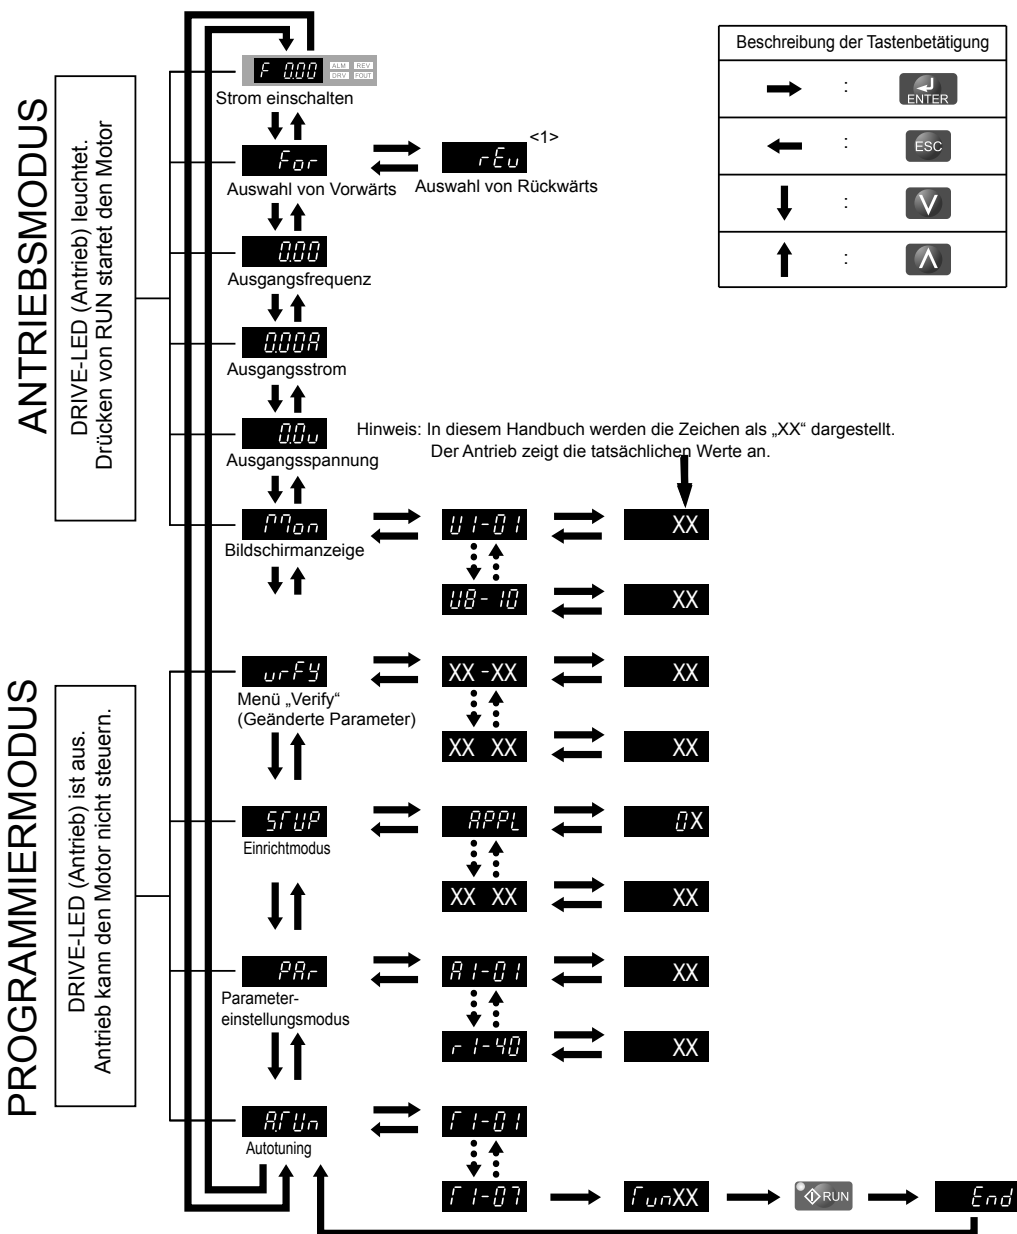 Beschreibung der Tastenbetätigung
: ENTER
: ESC
: V
: Λ
ANTRIEBSMODUS
DRIVE-LED (Antrieb) leuchtet.
Drücken von RUN startet den Motor
F 0.00 ALM REV DRV FOUT
Strom einschalten
For rEv <1>
Auswahl von Vorwärts Auswahl von Rückwärts
0.00
Ausgangsfrequenz
0.00A
Ausgangsstrom
Hinweis: In diesem Handbuch werden die Zeichen als „XX“ dargestellt.
Der Antrieb zeigt die tatsächlichen Werte an.
0.0v
Ausgangsspannung
Mon U1-01 XX
Bildschirmanzeige
U8-10 XX
PROGRAMMIERMODUS
DRIVE-LED (Antrieb) ist aus.
Antrieb kann den Motor nicht steuern.
vrFY XX -XX XX
Menü „Verify“
(Geänderte Parameter)
XX XX XX
STUP APPL 0X
Einrichtmodus
XX XX XX
PAr A1-01 XX
Parameter-
einstellungsmodus
r1-40 XX
A.TUn T1-01
Autotuning
T1-07 TunXX RUN End